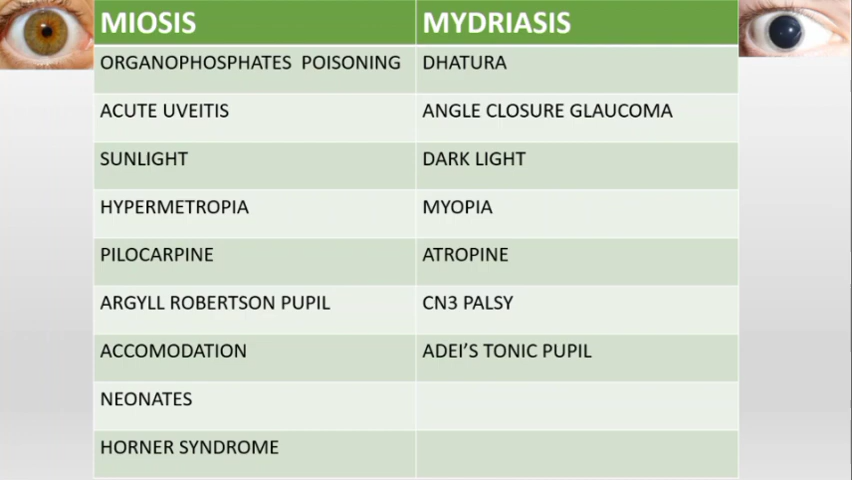 MIOSIS MYDRIASIS
ORGANOPHOSPHATES POISONING DHATURA
ACUTE UVEITIS ANGLE CLOSURE GLAUCOMA
SUNLIGHT DARK LIGHT
HYPERMETROPIA MYOPIA
PILOCARPINE ATROPINE
ARGYLL ROBERTSON PUPIL CN3 PALSY
ACCOMODATION ADEI’S TONIC PUPIL
NEONATES
HORNER SYNDROME